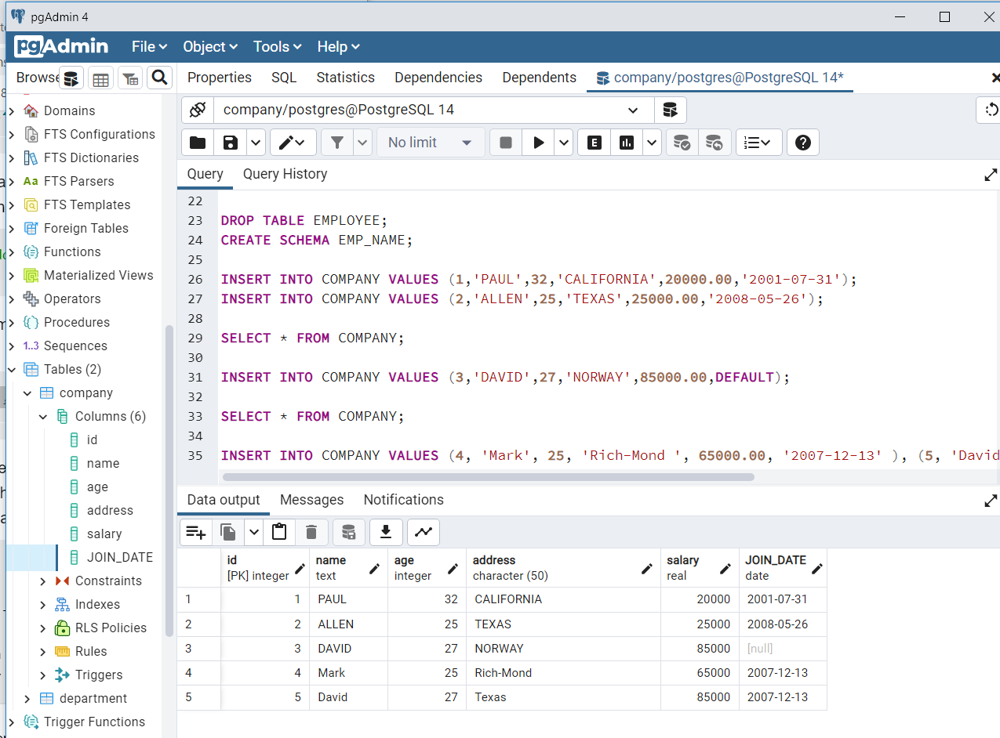 pgAdmin 4
pgAdmin File Object Tools Help
Browse Properties SQL Statistics Dependencies Dependents company/postgres@PostgreSQL 14*
Domains
FTS Configurations
FTS Dictionaries
Aa FTS Parsers
FTS Templates
Foreign Tables
Functions
Materialized Views
Operators
Procedures
1..3 Sequences
Tables (2)
company
Columns (6)
id
name
age
address
salary
JOIN_DATE
Constraints
Indexes
RLS Policies
Rules
Triggers
department
Trigger Functions
company/postgres@PostgreSQL 14
No limit E
Query Query History
22
23 DROP TABLE EMPLOYEE;
24 CREATE SCHEMA EMP_NAME;
25
26 INSERT INTO COMPANY VALUES (1,'PAUL',32,'CALIFORNIA',20000.00,'2001-07-31');
27 INSERT INTO COMPANY VALUES (2,'ALLEN',25,'TEXAS',25000.00,'2008-05-26');
28
29 SELECT * FROM COMPANY;
30
31 INSERT INTO COMPANY VALUES (3,'DAVID',27,'NORWAY',85000.00,DEFAULT);
32
33 SELECT * FROM COMPANY;
34
35 INSERT INTO COMPANY VALUES (4, 'Mark', 25, 'Rich-Mond ', 65000.00, '2007-12-13' ), (5, 'David
Data output Messages Notifications
id name age address salary JOIN_DATE
[PK] integer text integer character (50) real date
1 1 PAUL 32 CALIFORNIA 20000 2001-07-31
2 2 ALLEN 25 TEXAS 25000 2008-05-26
3 3 DAVID 27 NORWAY 85000 [null]
4 4 Mark 25 Rich-Mond 65000 2007-12-13
5 5 David 27 Texas 85000 2007-12-13